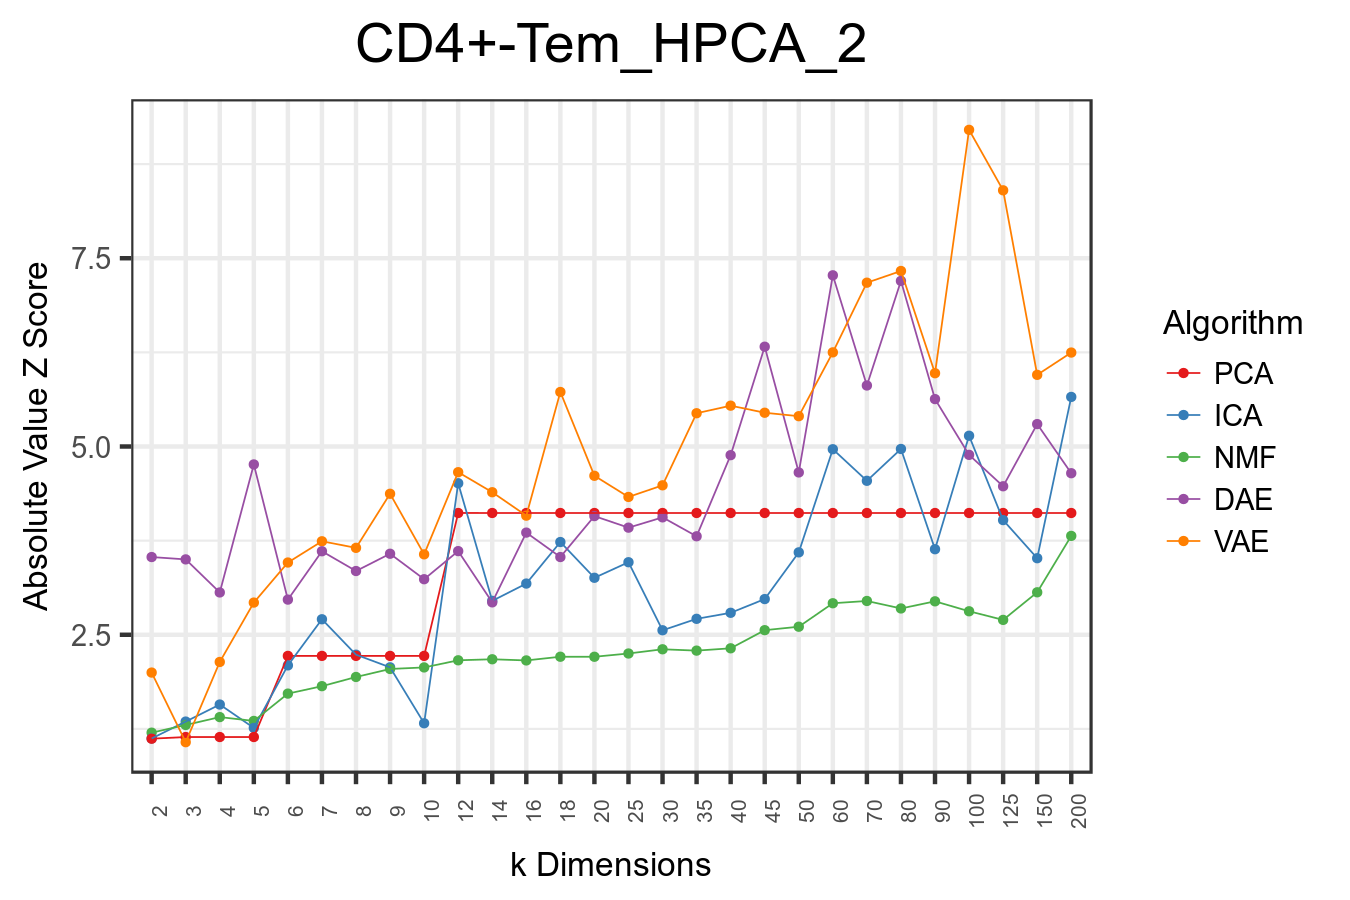 CD4+-Tem_HPCA_2
Absolute Value Z Score
7.5
5.0
2.5
2 3 4 5 6 7 8 9 10 12 14 16 18 20 25 30 35 40 45 50 60 70 80 90 100 125 150 200
k Dimensions
Algorithm
PCA
ICA
NMF
DAE
VAE